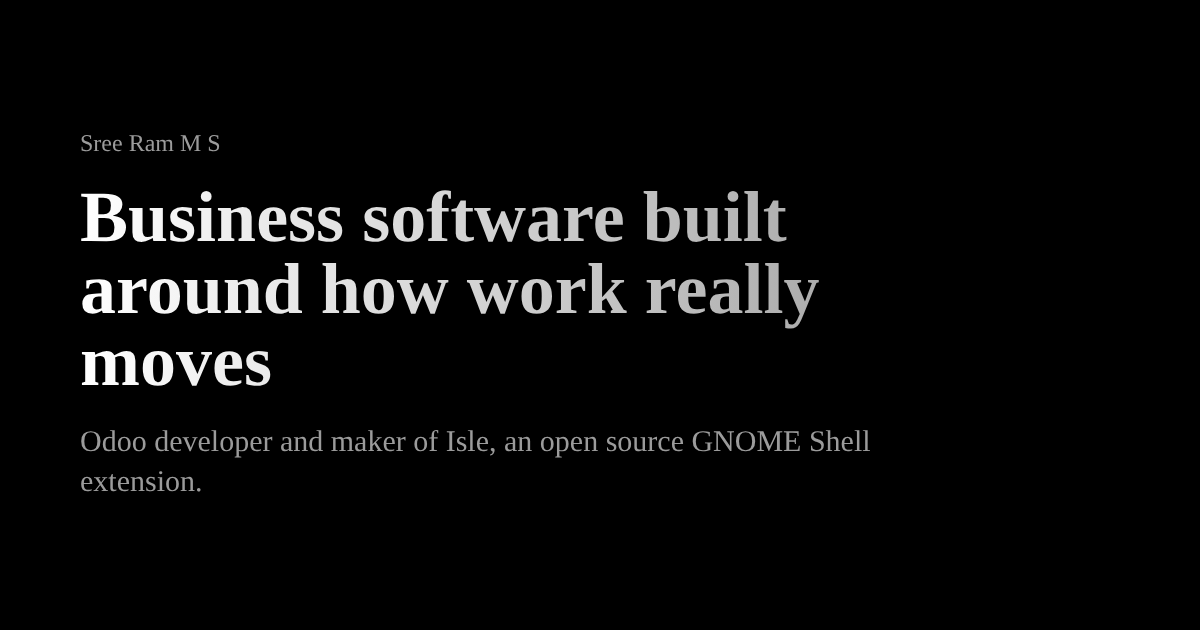 Sree Ram M S
Business software built
around how work really
moves
Odoo developer and maker of Isle, an open source GNOME Shell
extension.